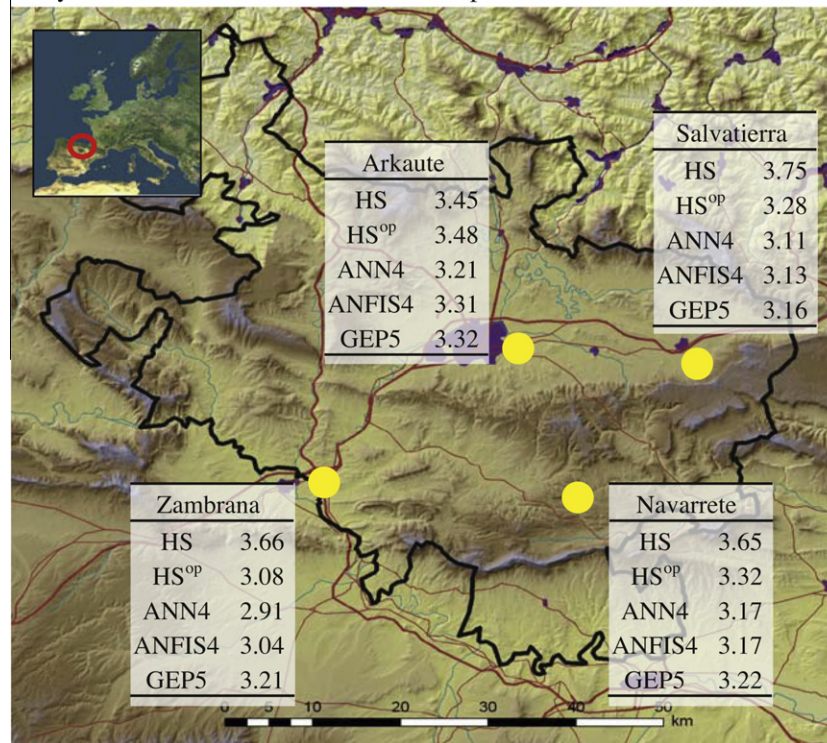 Arkaute
HS 3.45
HS^op 3.48
ANN4 3.21
ANFIS4 3.31
GEP5 3.32
Salvatierra
HS 3.75
HS^op 3.28
ANN4 3.11
ANFIS4 3.13
GEP5 3.16
Zambrana
HS 3.66
HS^op 3.08
ANN4 2.91
ANFIS4 3.04
GEP5 3.21
Navarrete
HS 3.65
HS^op 3.32
ANN4 3.17
ANFIS4 3.17
GEP5 3.22
0 10 20 30 40 50
km